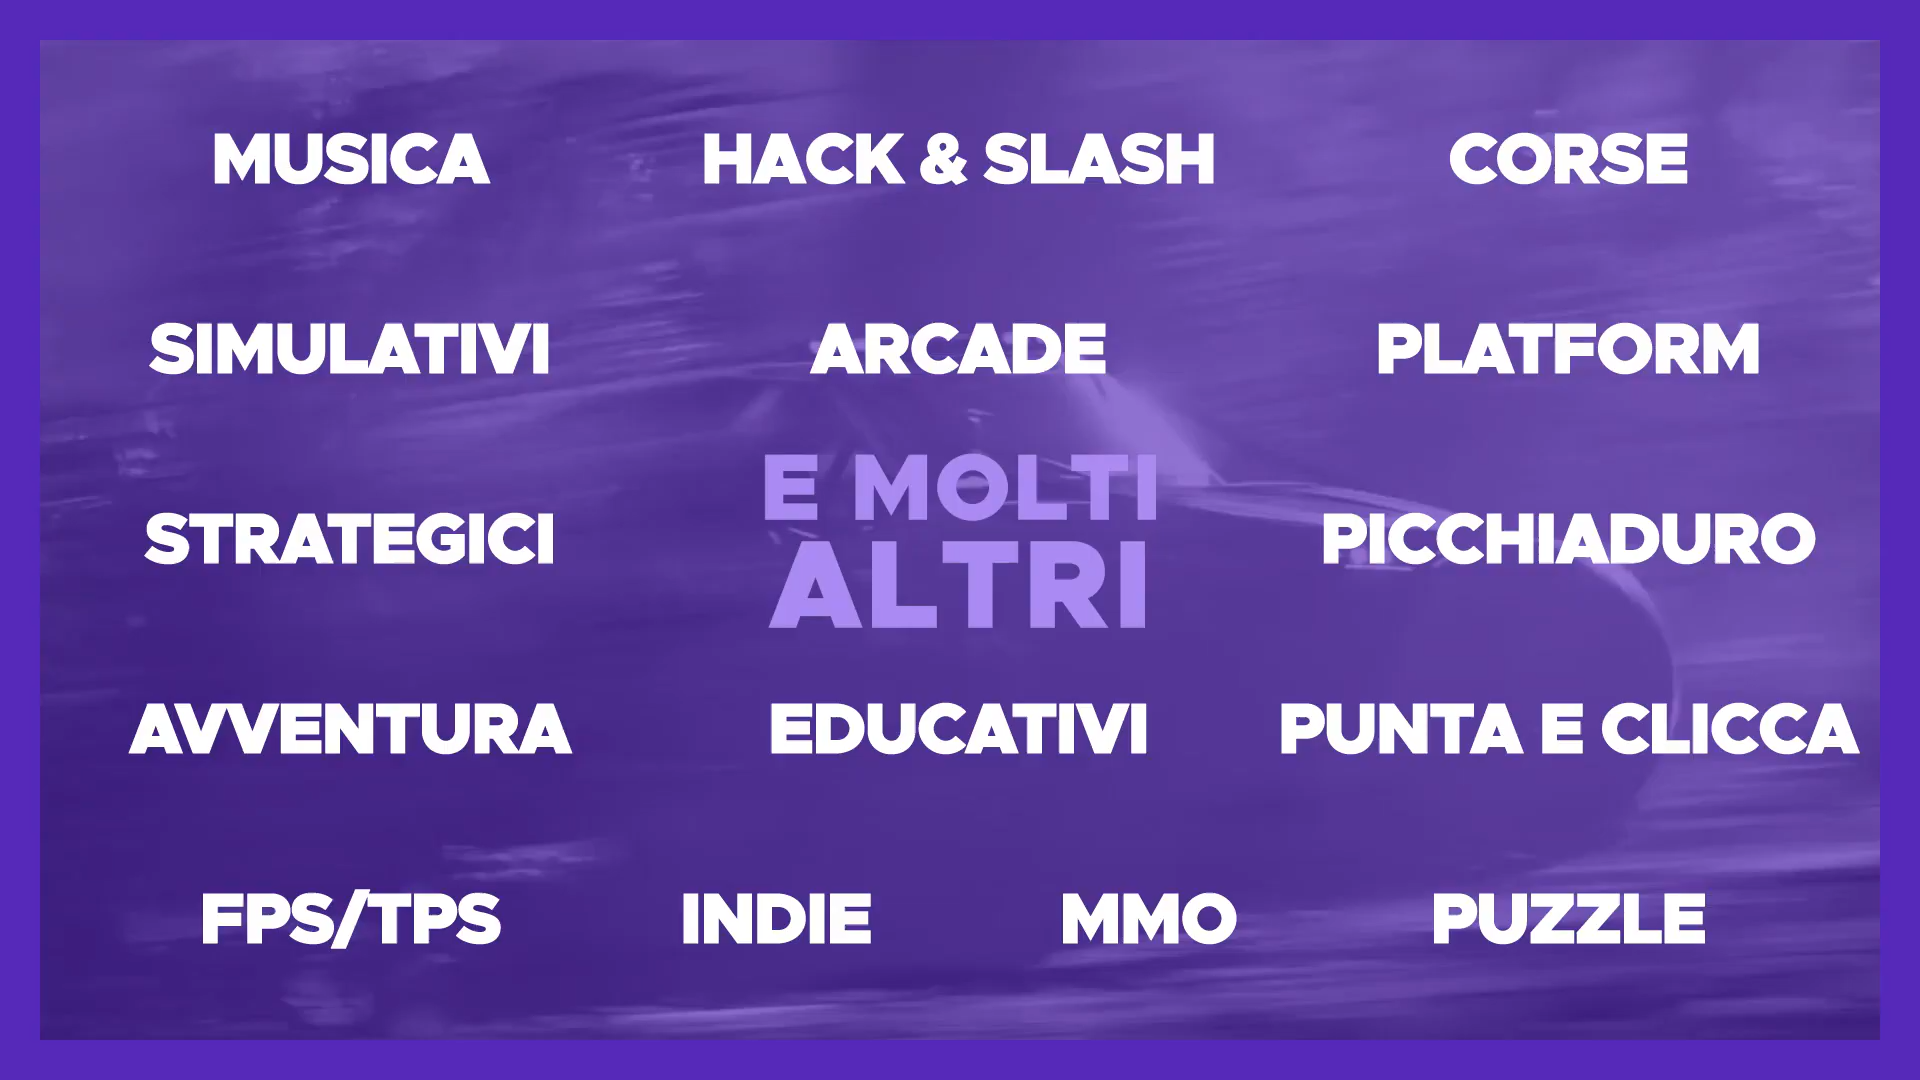 MUSICA
HACK & SLASH
CORSE
SIMULATIVI
ARCADE
PLATFORM
E MOLTI
ALTRI
STRATEGICI
PICCHIADURO
AVVENTURA
EDUCATIVI
PUNTA E CLICCA
FPS/TPS
INDIE
MMO
PUZZLE